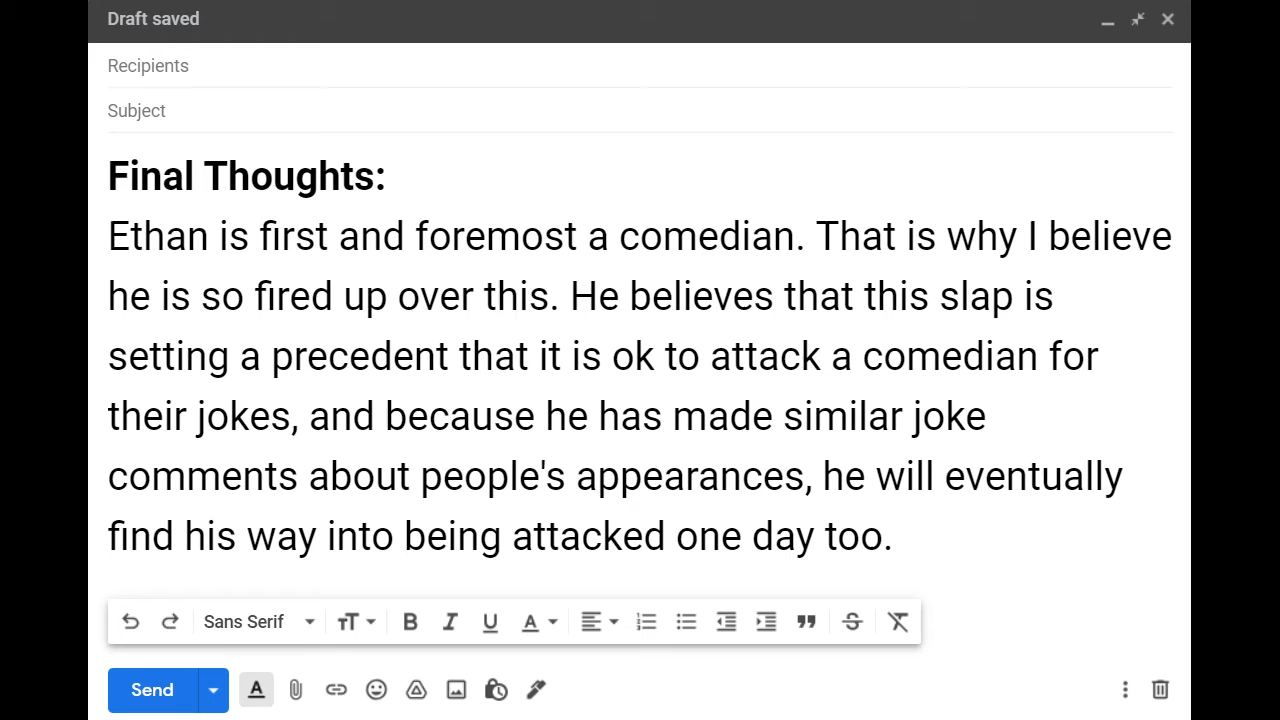 Draft saved
Recipients
Subject
Final Thoughts:
Ethan is first and foremost a comedian. That is why I believe
he is so fired up over this. He believes that this slap is
setting a precedent that it is ok to attack a comedian for
their jokes, and because he has made similar joke
comments about people's appearances, he will eventually
find his way into being attacked one day too.
Sans Serif
Send